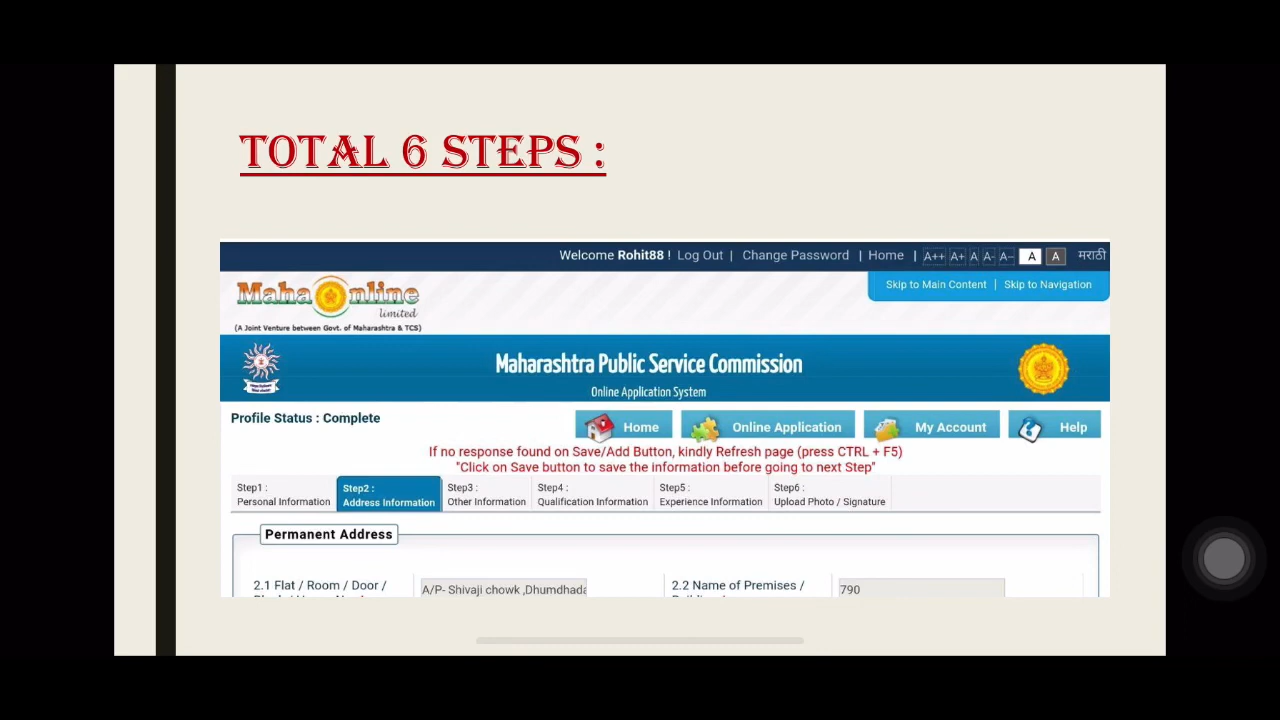 TOTAL 6 STEPS :
Welcome Rohit88 ! Log Out | Change Password | Home | A++ A+ A A- A-- A A मराठी
Skip to Main Content | Skip to Navigation
Maha Online
limited
(A Joint Venture between Govt. of Maharashtra & TCS)
Maharashtra Public Service Commission
Online Application System
Profile Status : Complete
Home Online Application My Account Help
If no response found on Save/Add Button, kindly Refresh page (press CTRL + F5)
"Click on Save button to save the information before going to next Step"
Step1 : Step2 : Step3 : Step4 : Step5 : Step6 :
Personal Information Address Information Other Information Qualification Information Experience Information Upload Photo / Signature
Permanent Address
2.1 Flat / Room / Door / A/P- Shivaji chowk ,Dhumdhada 2.2 Name of Premises / 790